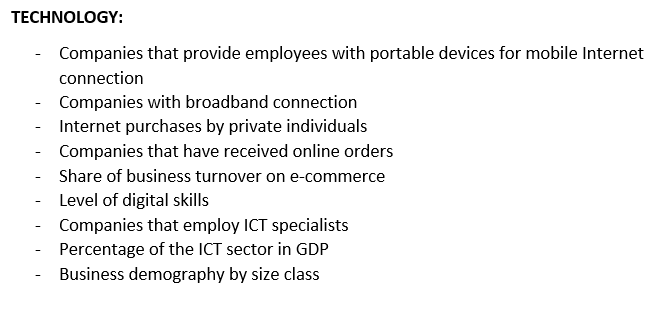 TECHNOLOGY:
- Companies that provide employees with portable devices for mobile Internet
connection
- Companies with broadband connection
- Internet purchases by private individuals
- Companies that have received online orders
- Share of business turnover on e-commerce
- Level of digital skills
- Companies that employ ICT specialists
- Percentage of the ICT sector in GDP
- Business demography by size class